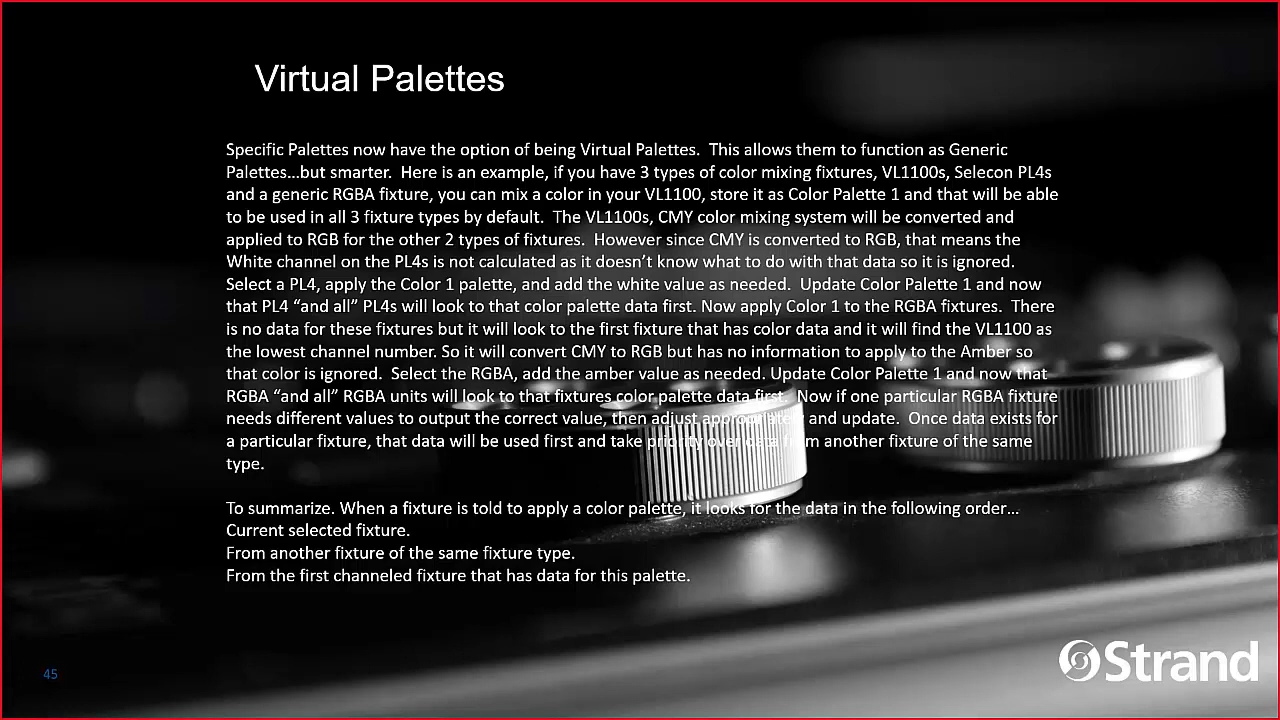 Virtual Palettes
Specific Palettes now have the option of being Virtual Palettes.  This allows them to function as Generic
Palettes...but smarter.  Here is an example, if you have 3 types of color mixing fixtures, VL1100s, Selecon PL4s
and a generic RGBA fixture, you can mix a color in your VL1100, store it as Color Palette 1 and that will be able
to be used in all 3 fixture types by default.  The VL1100s, CMY color mixing system will be converted and
applied to RGB for the other 2 types of fixtures.  However since CMY is converted to RGB, that means the
White channel on the PL4s is not calculated as it doesn’t know what to do with that data so it is ignored.
Select a PL4, apply the Color 1 palette, and add the white value as needed.  Update Color Palette 1 and now
that PL4 “and all” PL4s will look to that color palette data first. Now apply Color 1 to the RGBA fixtures.  There
is no data for these fixtures but it will look to the first fixture that has color data and it will find the VL1100 as
the lowest channel number. So it will convert CMY to RGB but has no information to apply to the Amber so
that color is ignored.  Select the RGBA, add the amber value as needed. Update Color Palette 1 and now that
RGBA “and all” RGBA units will look to that fixtures color palette data first.  Now if one particular RGBA fixture
needs different values to output the correct value, then adjust appropriately and update.  Once data exists for
a particular fixture, that data will be used first and take priority over data from another fixture of the same
type.
To summarize. When a fixture is told to apply a color palette, it looks for the data in the following order...
Current selected fixture.
From another fixture of the same fixture type.
From the first channeled fixture that has data for this palette.
45
Strand